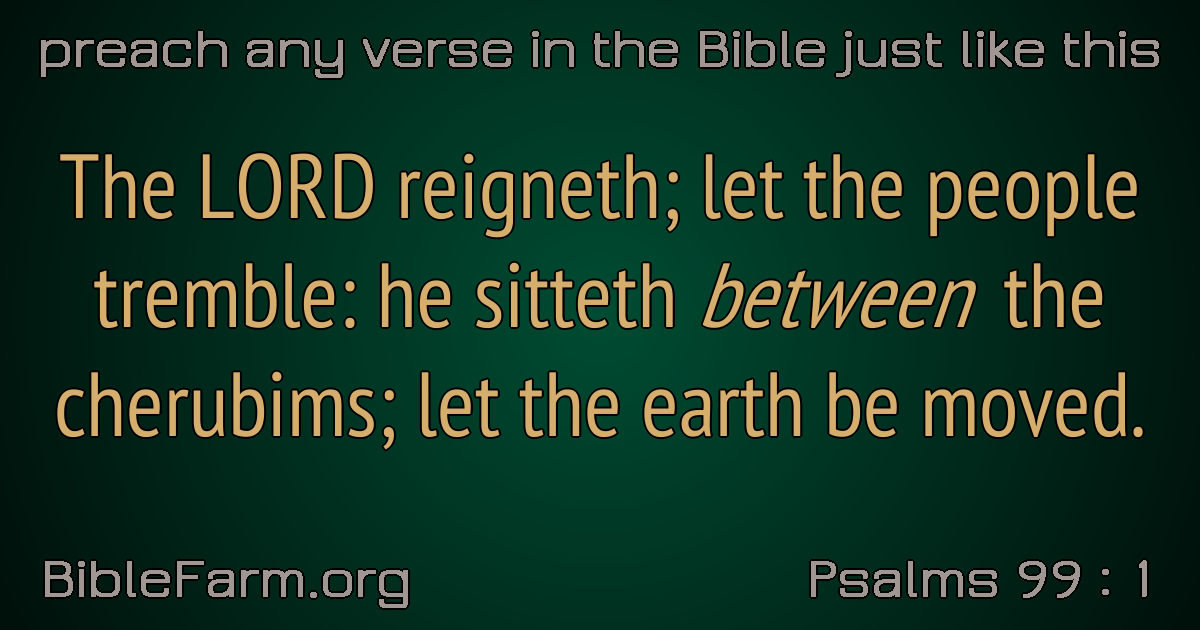 preach any verse in the Bible just like this
The LORD reigneth; let the people
tremble: he sitteth between the
cherubims; let the earth be moved.
BibleFarm.org
Psalms 99 : 1